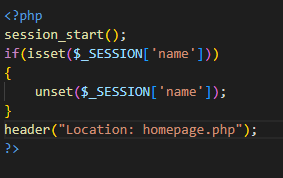 <?php
session_start();
if(isset($_SESSION['name']))
{
    unset($_SESSION['name']);
}
header("Location: homepage.php");
?>